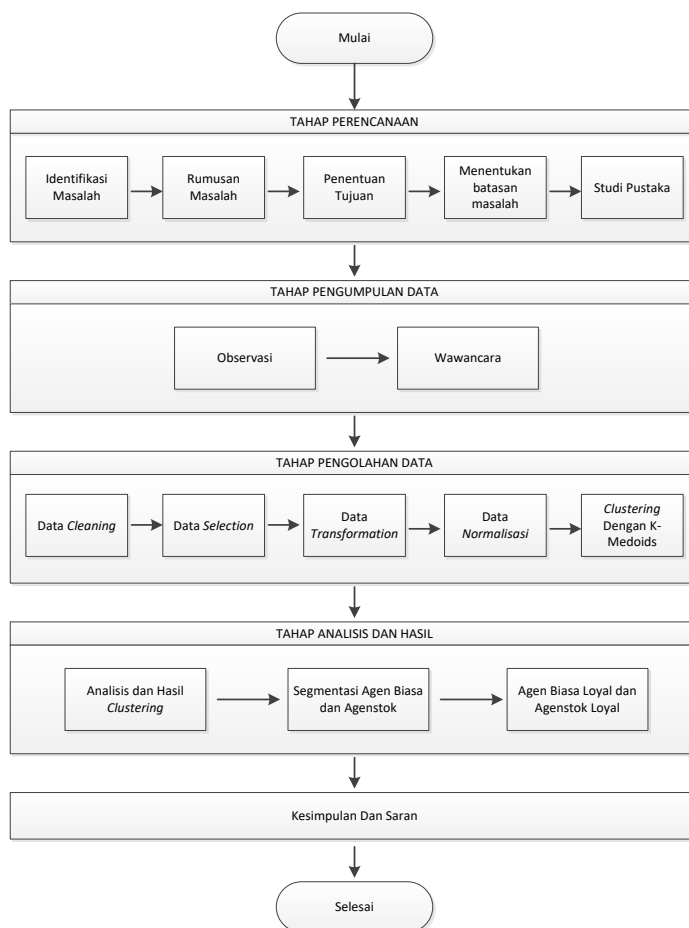 Mulai
TAHAP PERENCANAAN
Identifikasi
Masalah
Rumusan
Masalah
Penentuan
Tujuan
Menentukan
batasan
masalah
Studi Pustaka
TAHAP PENGUMPULAN DATA
Observasi
Wawancara
TAHAP PENGOLAHAN DATA
Data Cleaning
Data Selection
Data
Transformation
Data
Normalisasi
Clustering
Dengan K-
Medoids
TAHAP ANALISIS DAN HASIL
Analisis dan Hasil
Clustering
Segmentasi Agen Biasa
dan Agenstok
Agen Biasa Loyal dan
Agenstok Loyal
Kesimpulan Dan Saran
Selesai